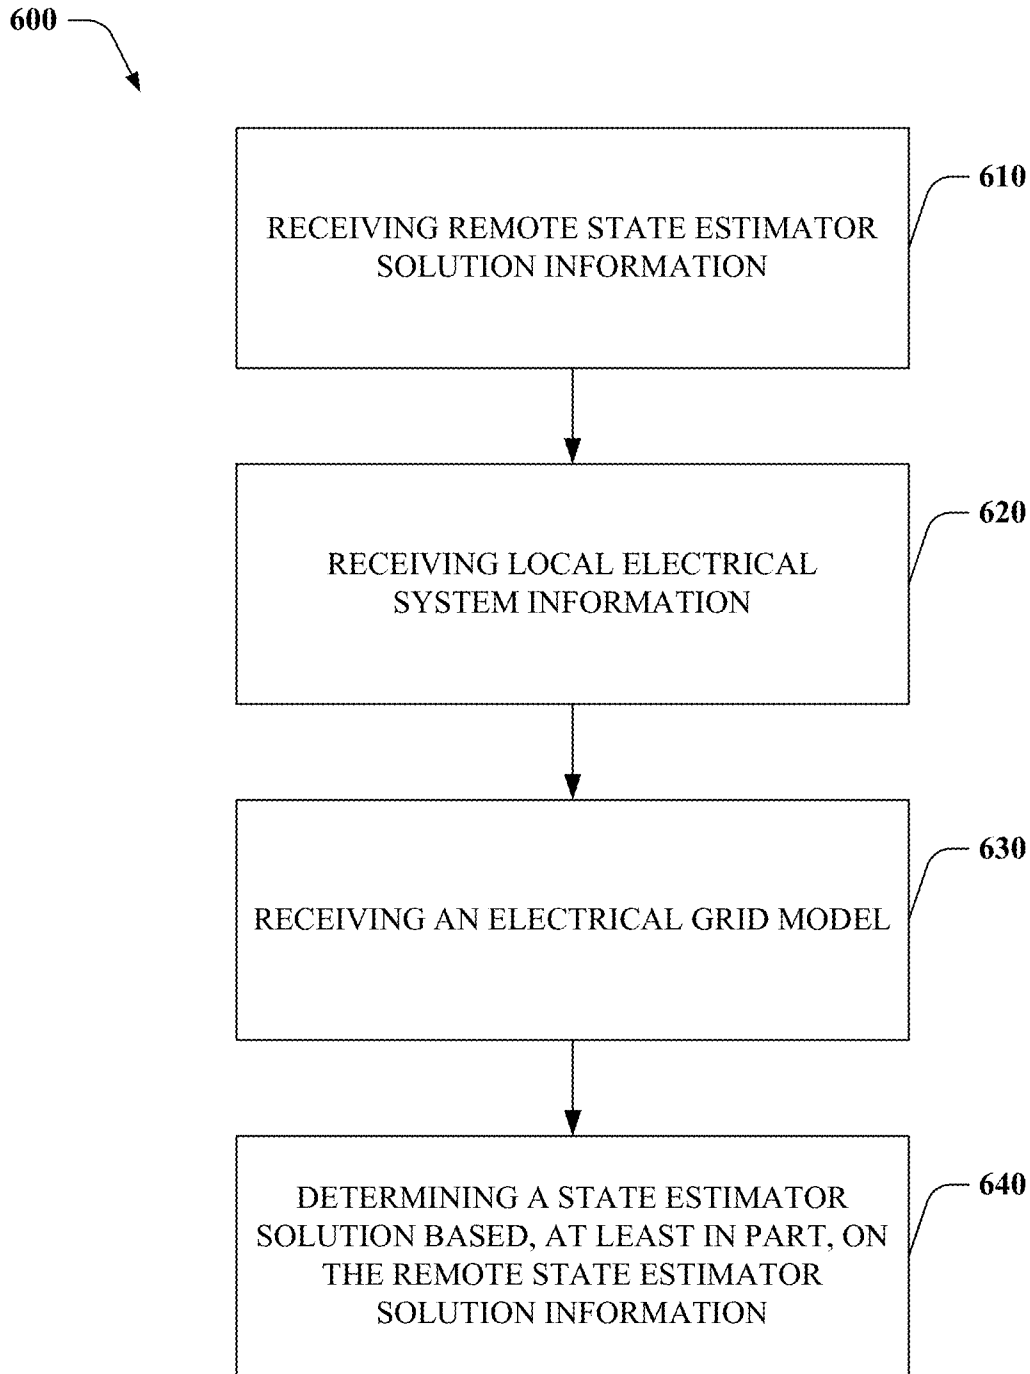 600
610
RECEIVING REMOTE STATE ESTIMATOR
SOLUTION INFORMATION
620
RECEIVING LOCAL ELECTRICAL
SYSTEM INFORMATION
630
RECEIVING AN ELECTRICAL GRID MODEL
640
DETERMINING A STATE ESTIMATOR
SOLUTION BASED, AT LEAST IN PART, ON
THE REMOTE STATE ESTIMATOR
SOLUTION INFORMATION